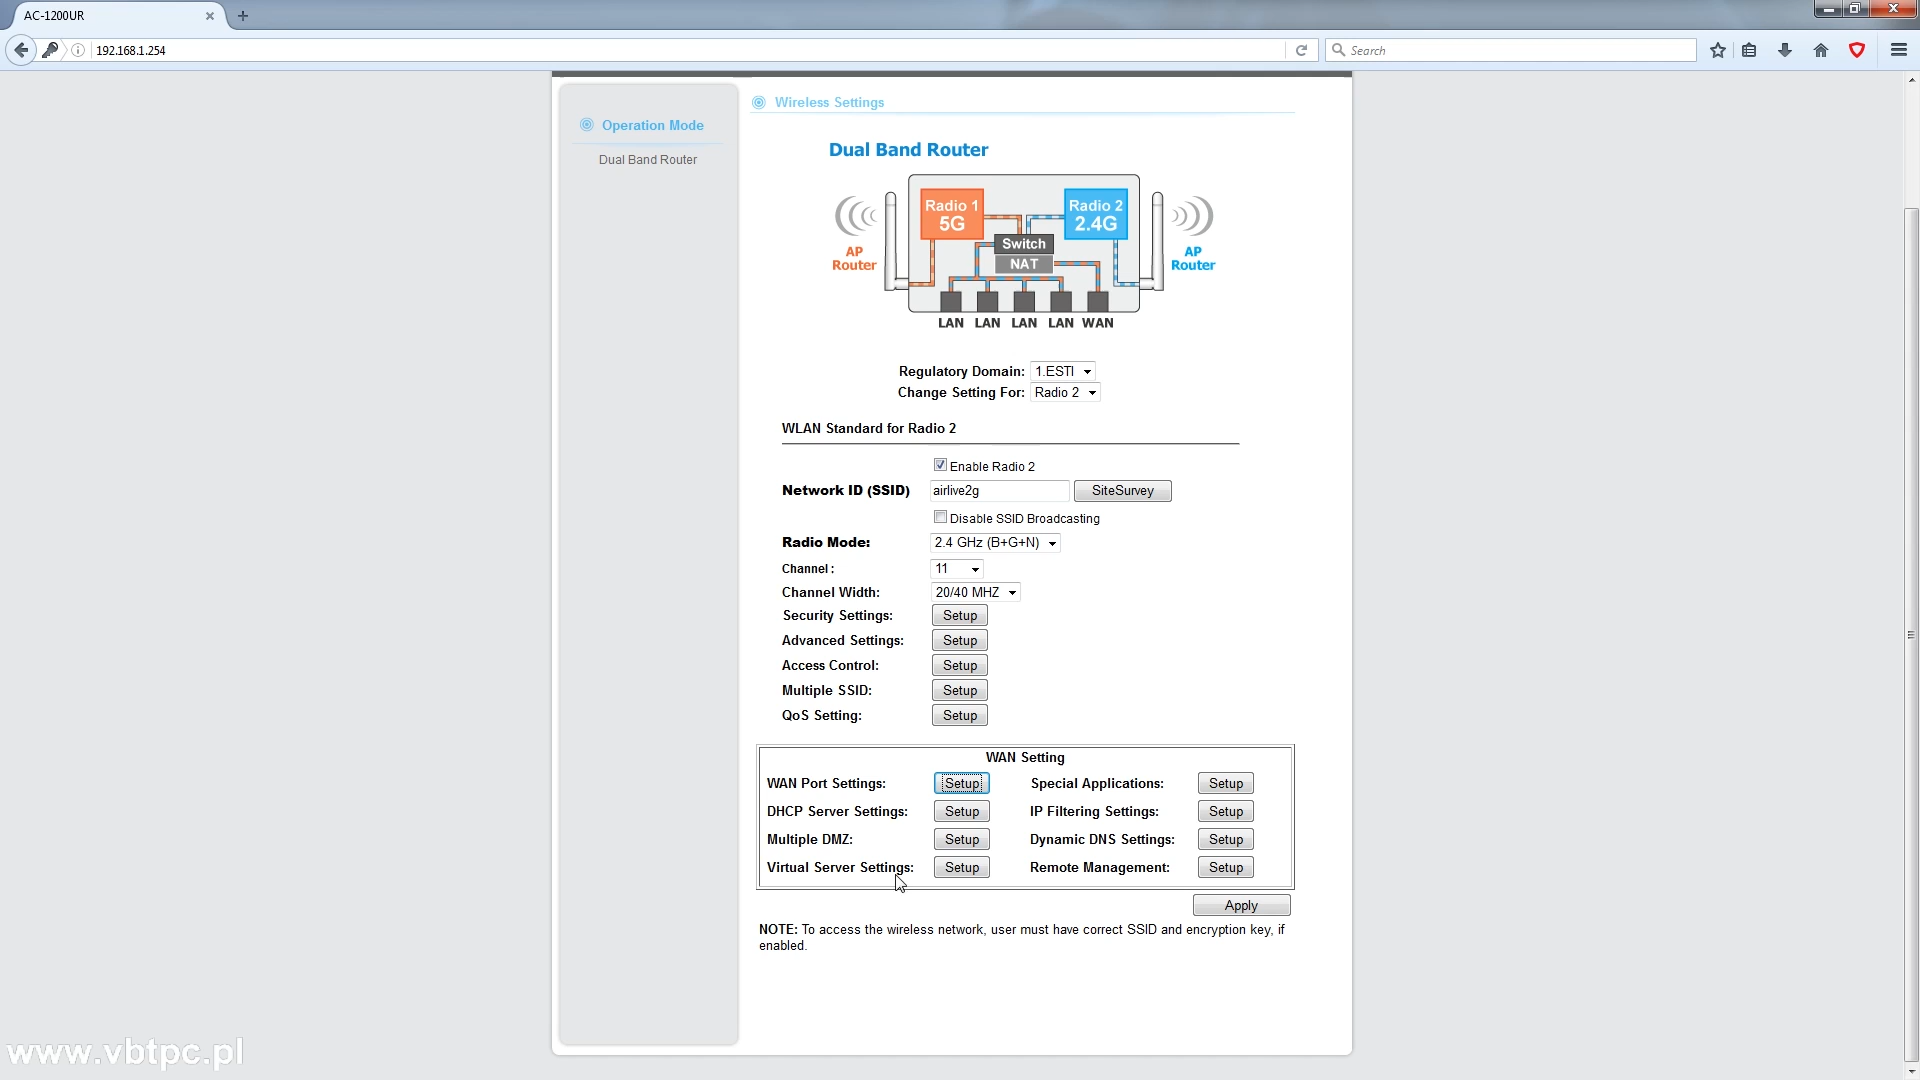 AC-1200UR
192.168.1.254
Search
Wireless Settings
Operation Mode
Dual Band Router
Dual Band Router
Radio 1
5G
Radio 2
2.4G
Switch
NAT
AP
Router
AP
Router
LAN LAN LAN LAN WAN
Regulatory Domain: 1.ESTI
Change Setting For: Radio 2
WLAN Standard for Radio 2
Enable Radio 2
Network ID (SSID) airlive2g SiteSurvey
Disable SSID Broadcasting
Radio Mode: 2.4 GHz (B+G+N)
Channel : 11
Channel Width: 20/40 MHZ
Security Settings: Setup
Advanced Settings: Setup
Access Control: Setup
Multiple SSID: Setup
QoS Setting: Setup
WAN Setting
WAN Port Settings: Setup Special Applications: Setup
DHCP Server Settings: Setup IP Filtering Settings: Setup
Multiple DMZ: Setup Dynamic DNS Settings: Setup
Virtual Server Settings: Setup Remote Management: Setup
Apply
NOTE: To access the wireless network, user must have correct SSID and encryption key, if
enabled.
www.vbtpc.pl